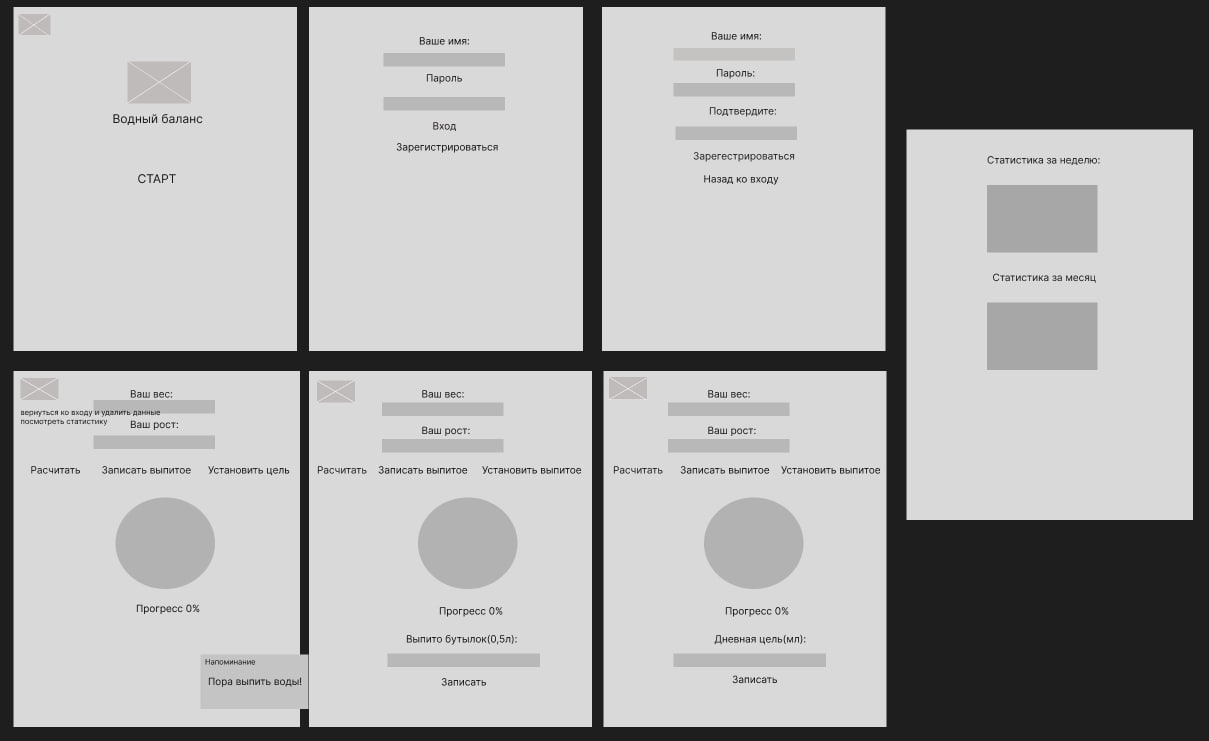 Водный баланс
СТАРТ
Ваше имя:
Пароль
Вход
Зарегистрироваться
Ваше имя:
Пароль:
Подтвердите:
Зарегестрироваться
Назад ко входу
Статистика за неделю:
Статистика за месяц
Ваш вес:
вернуться ко входу и удалить данные
посмотреть статистику
Ваш рост:
Расчитать Записать выпитое Установить цель
Прогресс 0%
Напоминание
Пора выпить воды!
Ваш вес:
Ваш рост:
Расчитать Записать выпитое Установить выпитое
Прогресс 0%
Выпито бутылок(0,5л):
Записать
Ваш вес:
Ваш рост:
Расчитать Записать выпитое Установить выпитое
Прогресс 0%
Дневная цель(мл):
Записать